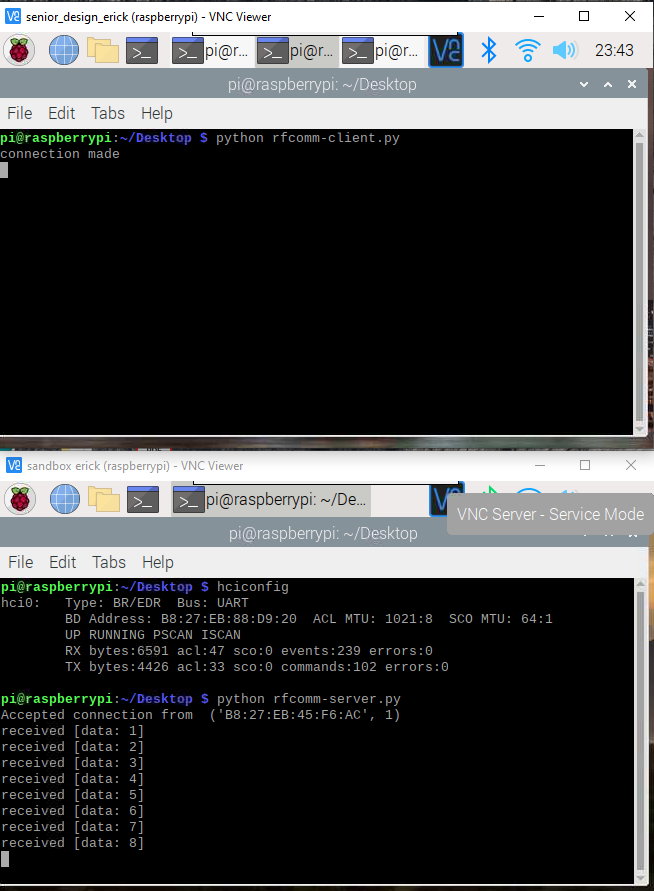 senior_design_erick (raspberrypi) - VNC Viewer
pi@r... pi@r... pi@r... 23:43
pi@raspberrypi: ~/Desktop
File Edit Tabs Help
pi@raspberrypi:~/Desktop $ python rfcomm-client.py
connection made
sandbox erick (raspberrypi) - VNC Viewer
pi@raspberrypi: ~/De...
VNC Server - Service Mode
pi@raspberrypi: ~/Desktop
File Edit Tabs Help
pi@raspberrypi:~/Desktop $ hciconfig
hci0:   Type: BR/EDR  Bus: UART
        BD Address: B8:27:EB:88:D9:20  ACL MTU: 1021:8  SCO MTU: 64:1
        UP RUNNING PSCAN ISCAN
        RX bytes:6591 acl:47 sco:0 events:239 errors:0
        TX bytes:4426 acl:33 sco:0 commands:102 errors:0
pi@raspberrypi:~/Desktop $ python rfcomm-server.py
Accepted connection from  ('B8:27:EB:45:F6:AC', 1)
received [data: 1]
received [data: 2]
received [data: 3]
received [data: 4]
received [data: 5]
received [data: 6]
received [data: 7]
received [data: 8]